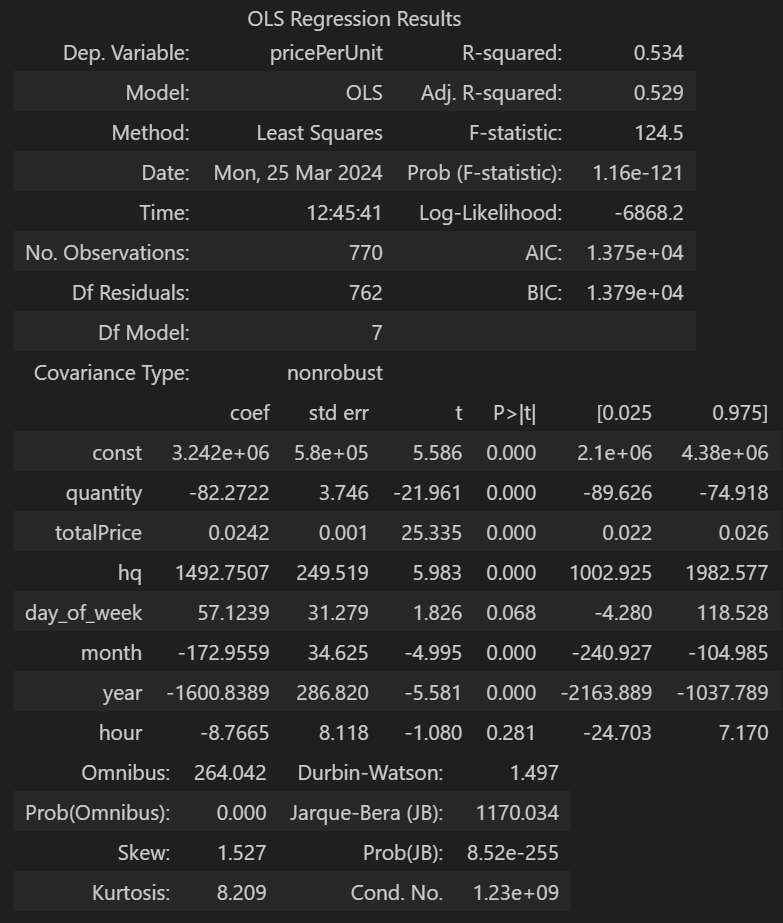 OLS Regression Results
Dep. Variable: pricePerUnit R-squared: 0.534
Model: OLS Adj. R-squared: 0.529
Method: Least Squares F-statistic: 124.5
Date: Mon, 25 Mar 2024 Prob (F-statistic): 1.16e-121
Time: 12:45:41 Log-Likelihood: -6868.2
No. Observations: 770 AIC: 1.375e+04
Df Residuals: 762 BIC: 1.379e+04
Df Model: 7
Covariance Type: nonrobust
coef std err t P>|t| [0.025 0.975]
const 3.242e+06 5.8e+05 5.586 0.000 2.1e+06 4.38e+06
quantity -82.2722 3.746 -21.961 0.000 -89.626 -74.918
totalPrice 0.0242 0.001 25.335 0.000 0.022 0.026
hq 1492.7507 249.519 5.983 0.000 1002.925 1982.577
day_of_week 57.1239 31.279 1.826 0.068 -4.280 118.528
month -172.9559 34.625 -4.995 0.000 -240.927 -104.985
year -1600.8389 286.820 -5.581 0.000 -2163.889 -1037.789
hour -8.7665 8.118 -1.080 0.281 -24.703 7.170
Omnibus: 264.042 Durbin-Watson: 1.497
Prob(Omnibus): 0.000 Jarque-Bera (JB): 1170.034
Skew: 1.527 Prob(JB): 8.52e-255
Kurtosis: 8.209 Cond. No. 1.23e+09